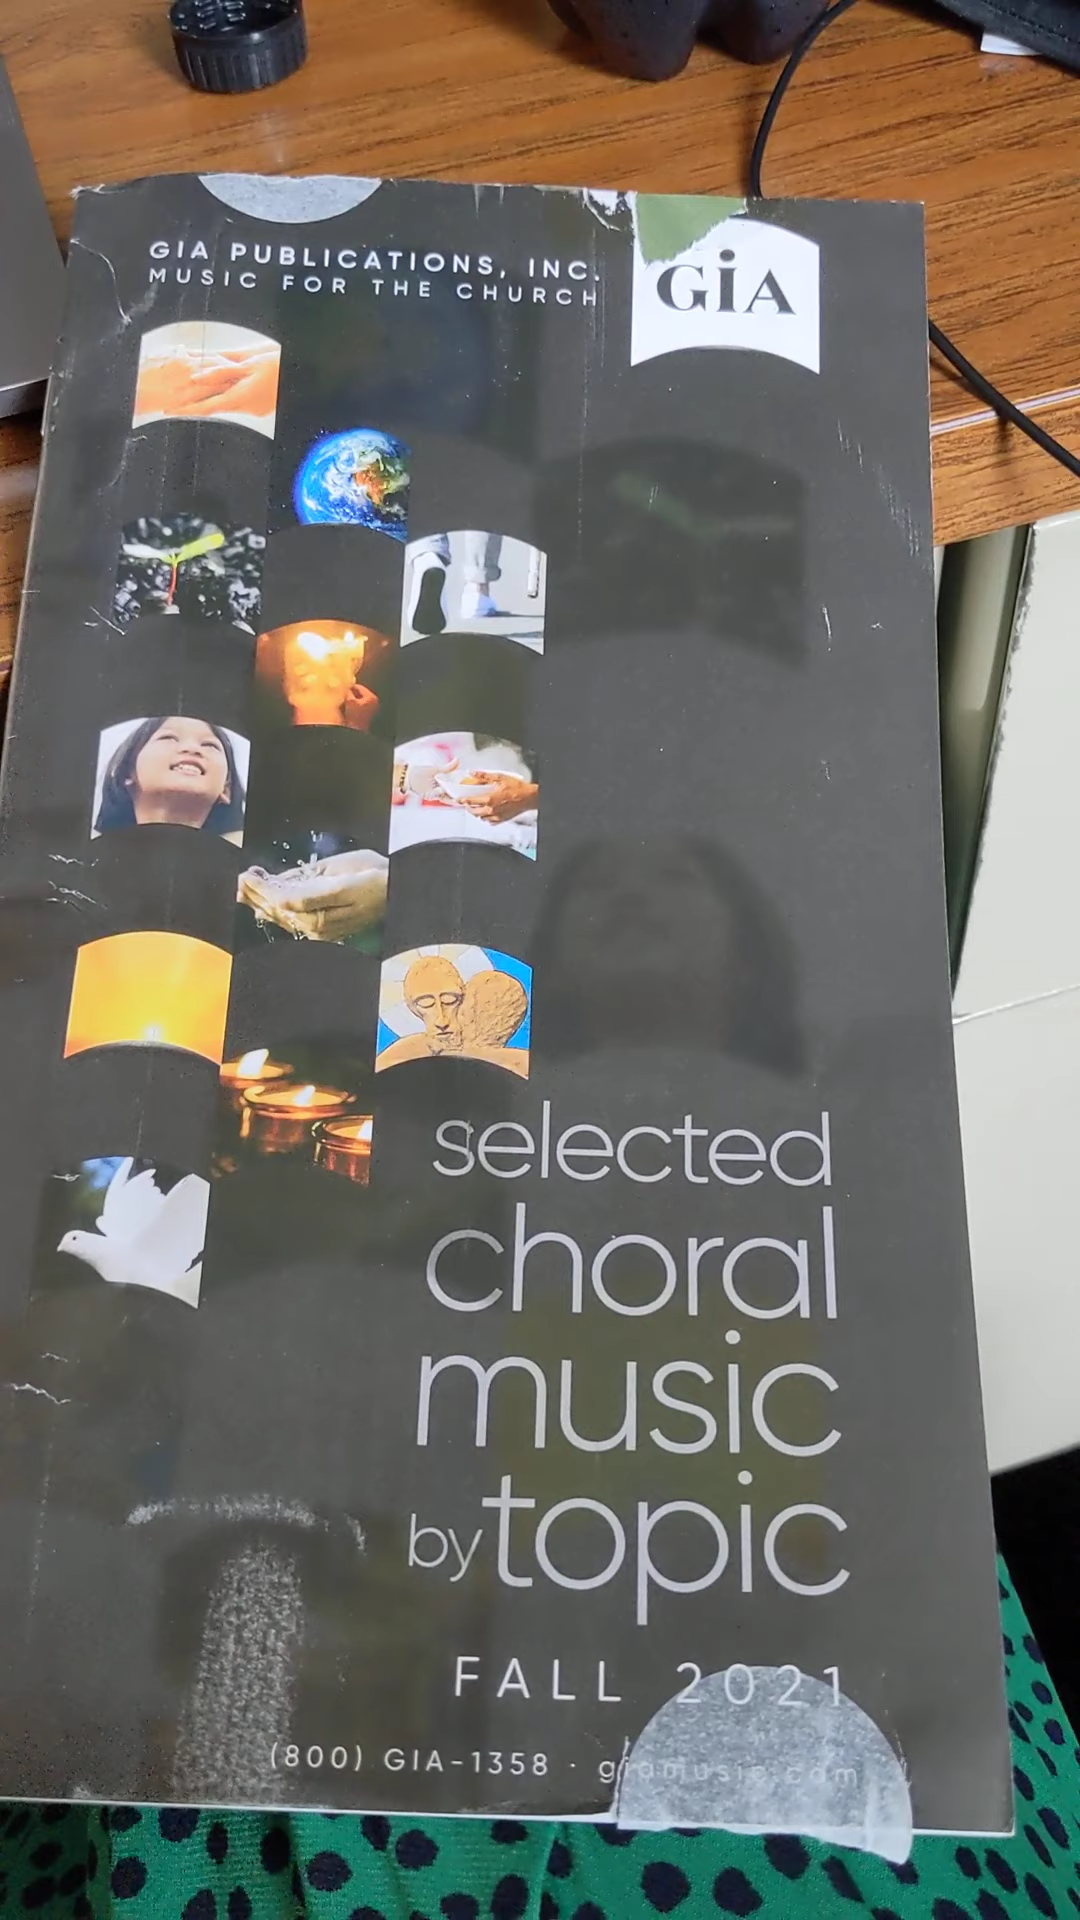 GIA PUBLICATIONS, INC.
MUSIC FOR THE CHURCH
GiA
selected
choral
music
by topic
FALL 2021
(800) GIA-1358 · giamusic.com